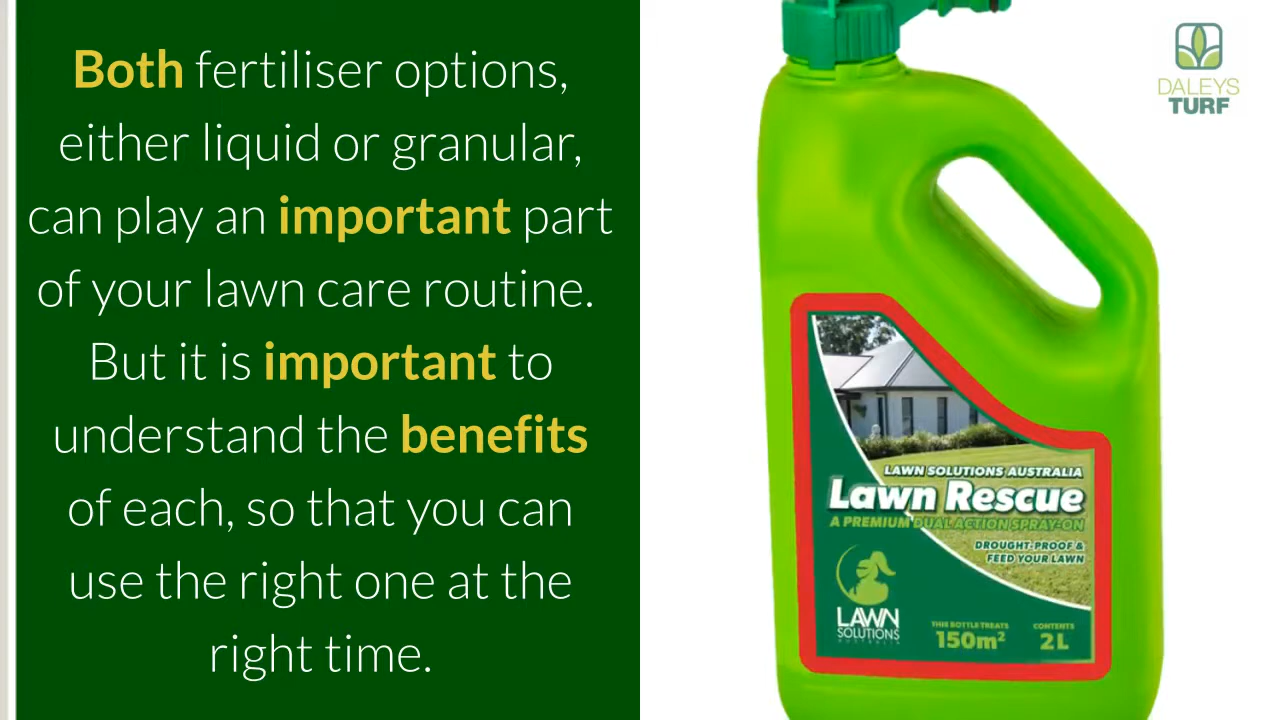 Both fertiliser options,
either liquid or granular,
can play an important part
of your lawn care routine.
But it is important to
understand the benefits
of each, so that you can
use the right one at the
right time.
DALEYS
TURF
LAWN SOLUTIONS AUSTRALIA
Lawn Rescue
A PREMIUM DUAL ACTION SPRAY-ON
DROUGHT-PROOF &
FEED YOUR LAWN
LAWN
SOLUTIONS
AUSTRALIA
THIS BOTTLE TREATS
150m²
CONTENTS
2L